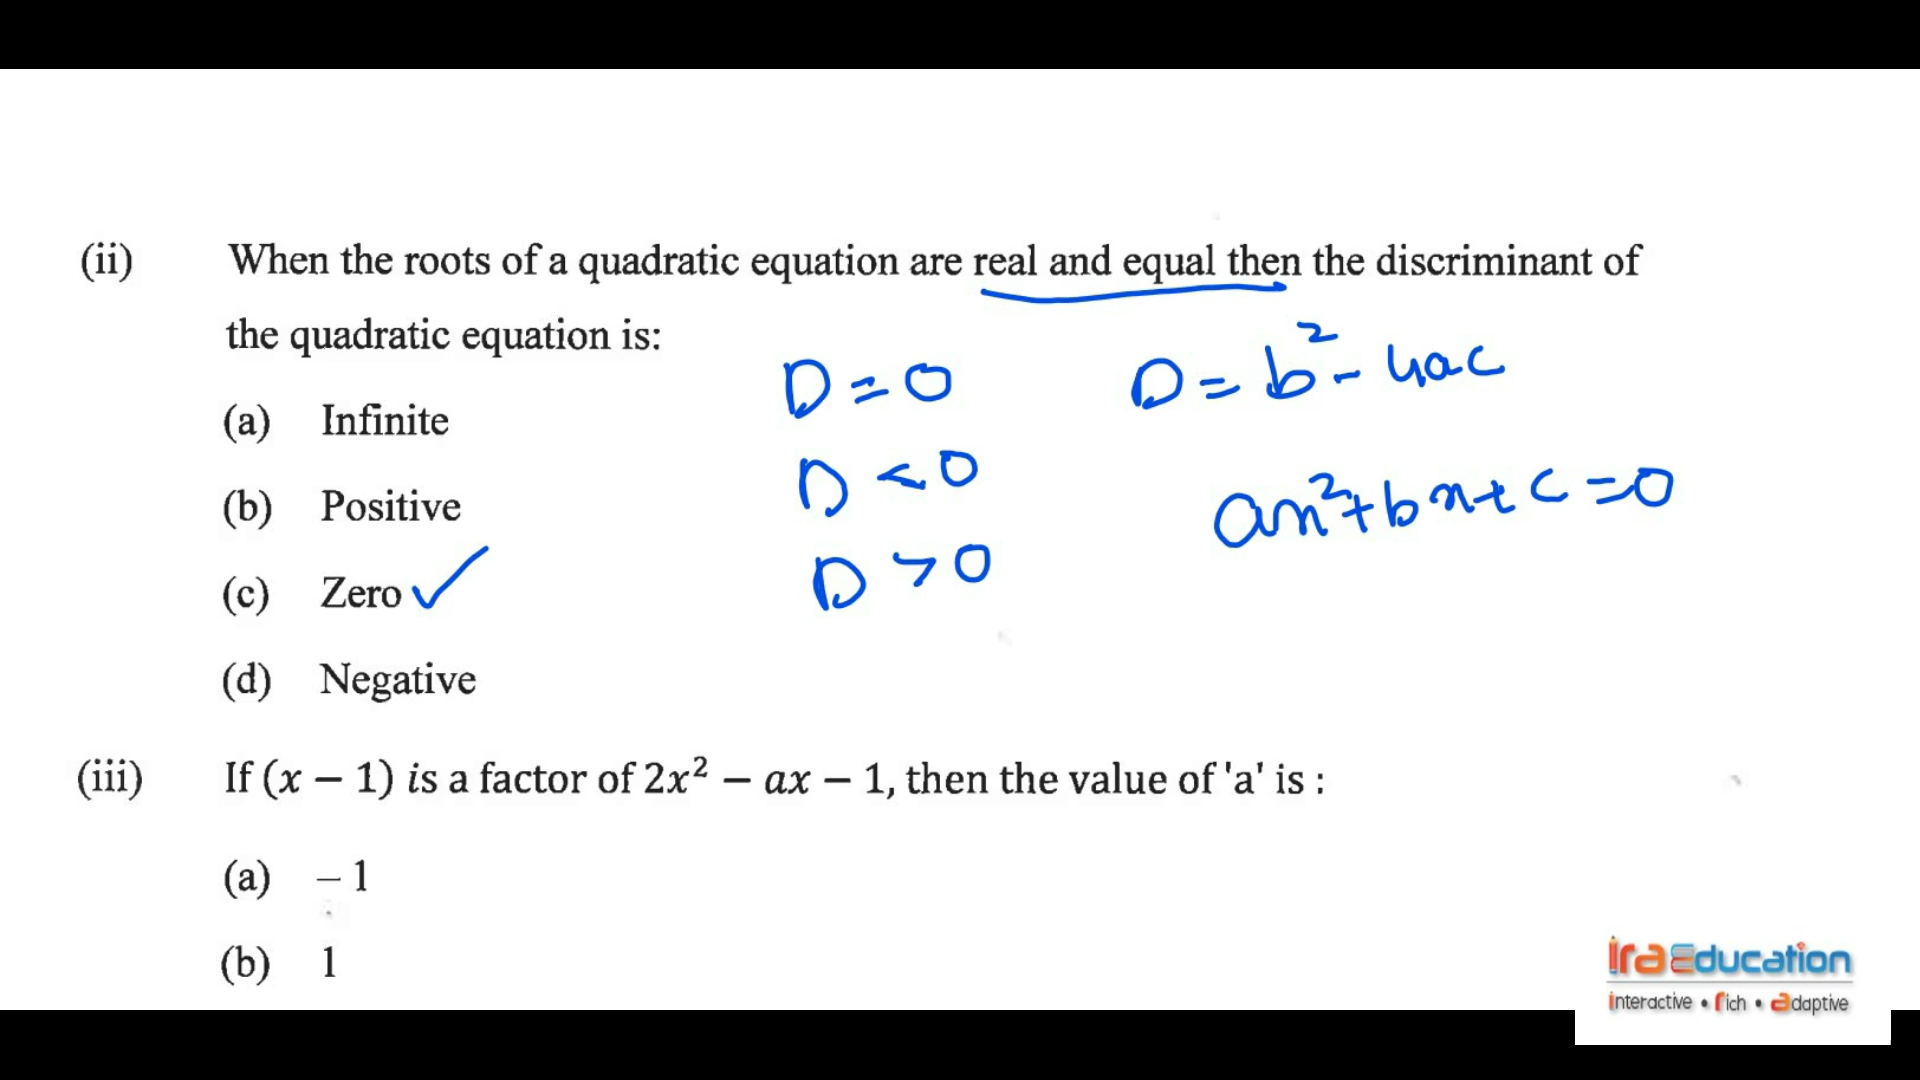 (ii) When the roots of a quadratic equation are real and equal then the discriminant of
the quadratic equation is:
D = 0 D = b² - 4ac
(a) Infinite
D < 0 ax² + bx + c = 0
(b) Positive
D > 0
(c) Zero ✓
(d) Negative
(iii) If (x − 1) is a factor of 2x² − ax − 1, then the value of 'a' is :
(a) – 1
(b) 1
Ira Education
interactive • rich • adaptive